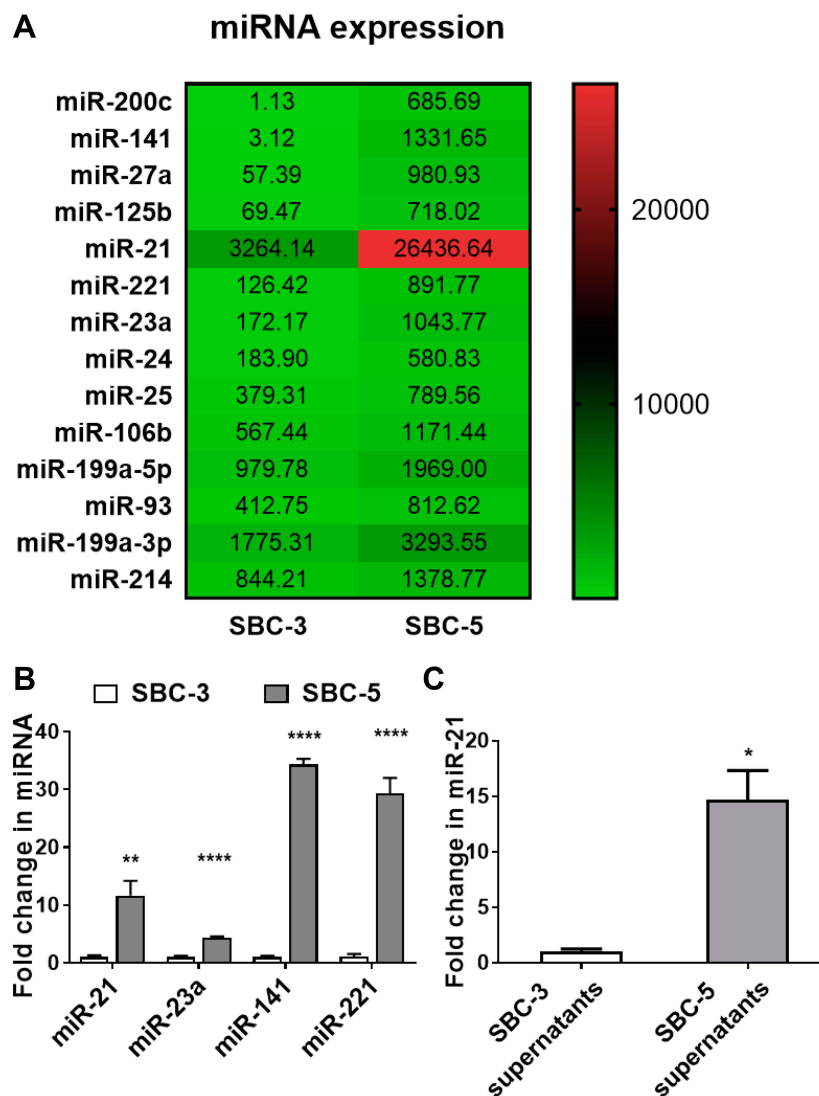 A
miRNA expression
miR-200c 1.13 685.69
miR-141 3.12 1331.65
miR-27a 57.39 980.93
miR-125b 69.47 718.02
miR-21 3264.14 26436.64
miR-221 126.42 891.77
miR-23a 172.17 1043.77
miR-24 183.90 580.83
miR-25 379.31 789.56
miR-106b 567.44 1171.44
miR-199a-5p 979.78 1969.00
miR-93 412.75 812.62
miR-199a-3p 1775.31 3293.55
miR-214 844.21 1378.77
SBC-3 SBC-5
20000
10000
B
SBC-3 SBC-5
Fold change in miRNA
40
30
20
10
0
**
****
****
****
miR-21
miR-23a
miR-141
miR-221
C
Fold change in miR-21
20
15
10
5
0
*
SBC-3
supernatants
SBC-5
supernatants